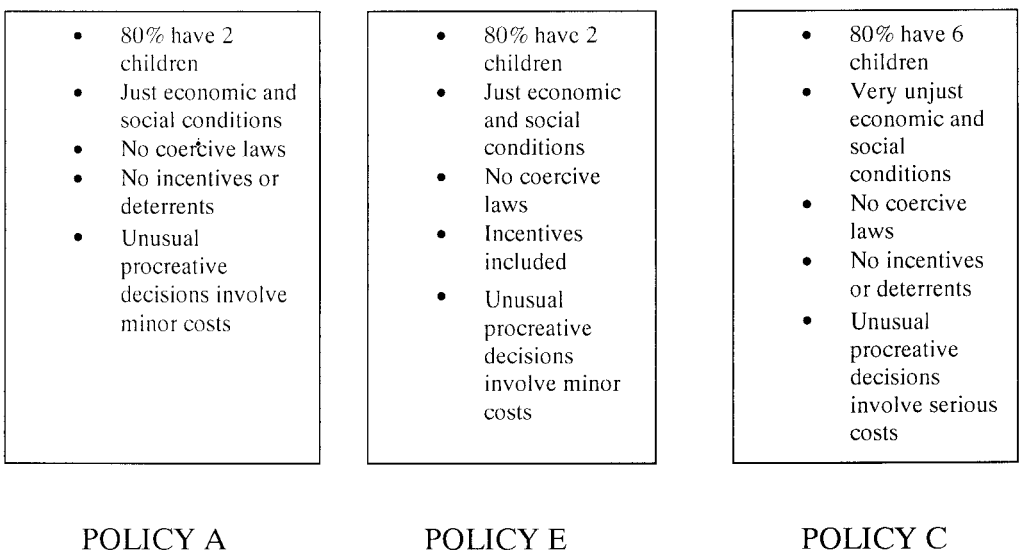 • 80% have 2
children
• Just economic and
social conditions
• No coercive laws
• No incentives or
deterrents
• Unusual
procreative
decisions involve
minor costs
POLICY A
• 80% have 2
children
• Just economic
and social
conditions
• No coercive
laws
• Incentives
included
• Unusual
procreative
decisions
involve minor
costs
POLICY E
• 80% have 6
children
• Very unjust
economic and
social
conditions
• No coercive
laws
• No incentives
or deterrents
• Unusual
procreative
decisions
involve serious
costs
POLICY C